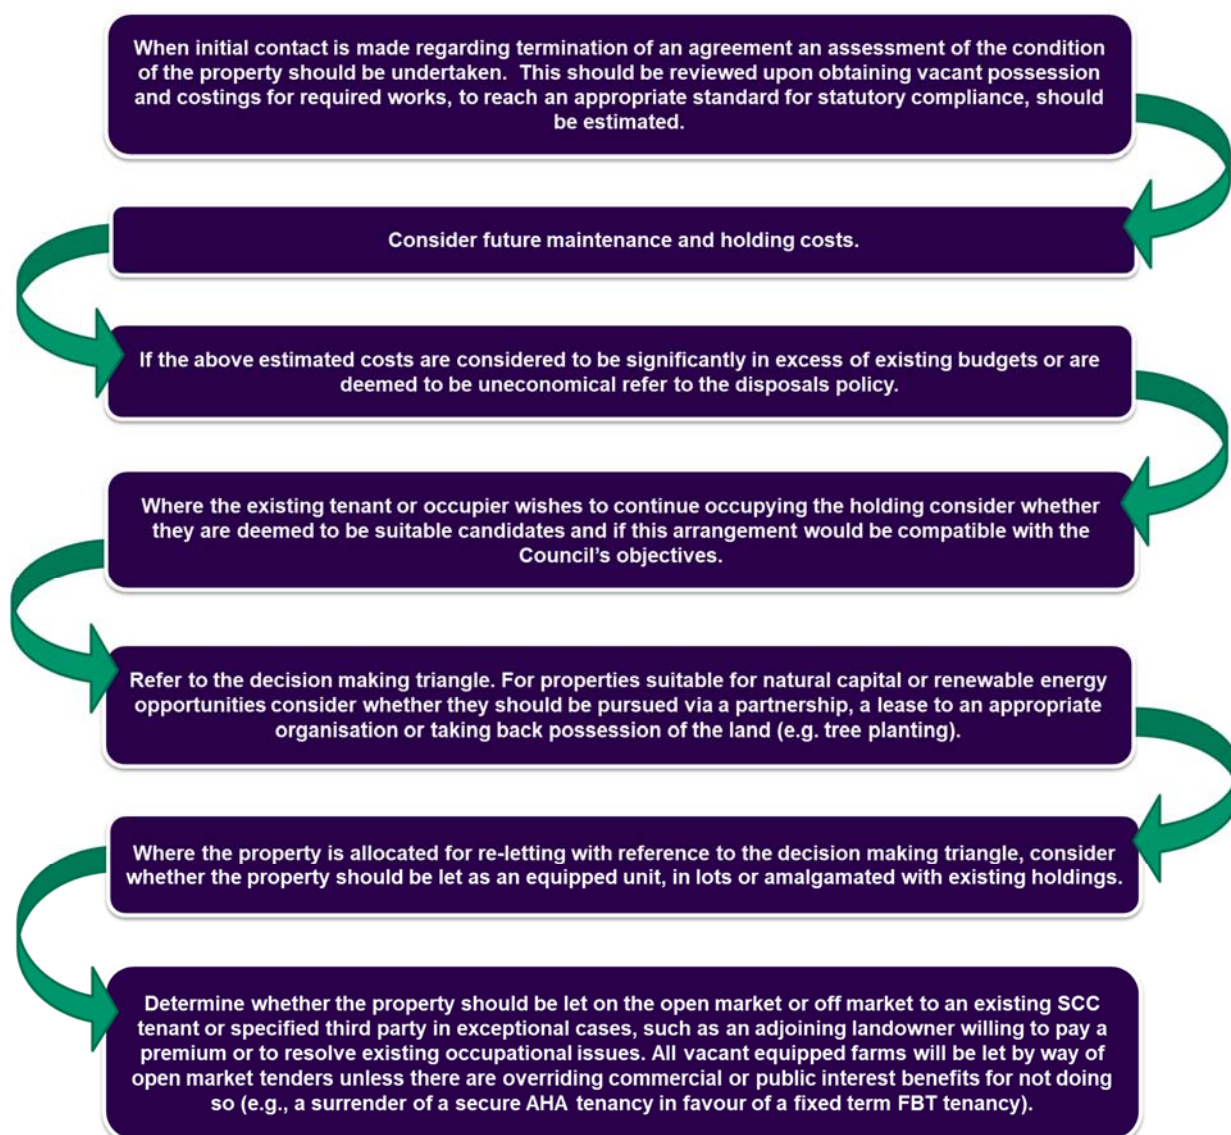 When initial contact is made regarding termination of an agreement an assessment of the condition
of the property should be undertaken.  This should be reviewed upon obtaining vacant possession
and costings for required works, to reach an appropriate standard for statutory compliance, should
be estimated.
Consider future maintenance and holding costs.
If the above estimated costs are considered to be significantly in excess of existing budgets or are
deemed to be uneconomical refer to the disposals policy.
Where the existing tenant or occupier wishes to continue occupying the holding consider whether
they are deemed to be suitable candidates and if this arrangement would be compatible with the
Council's objectives.
Refer to the decision making triangle. For properties suitable for natural capital or renewable energy
opportunities consider whether they should be pursued via a partnership, a lease to an appropriate
organisation or taking back possession of the land (e.g. tree planting).
Where the property is allocated for re-letting with reference to the decision making triangle, consider
whether the property should be let as an equipped unit, in lots or amalgamated with existing holdings.
Determine whether the property should be let on the open market or off market to an existing SCC
tenant or specified third party in exceptional cases, such as an adjoining landowner willing to pay a
premium or to resolve existing occupational issues. All vacant equipped farms will be let by way of
open market tenders unless there are overriding commercial or public interest benefits for not doing
so (e.g., a surrender of a secure AHA tenancy in favour of a fixed term FBT tenancy).